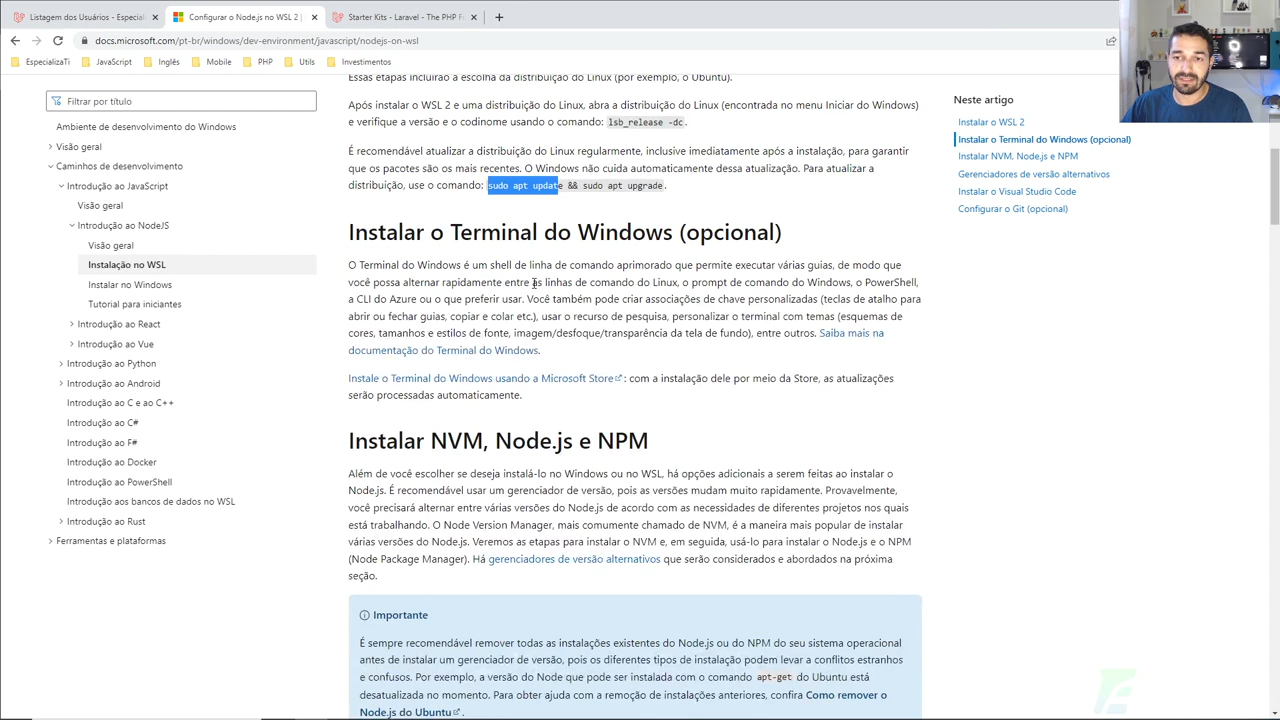 Listagem dos Usuários - Especial
Configurar o Node.js no WSL 2 |
Starter Kits - Laravel - The PHP F
docs.microsoft.com/pt-br/windows/dev-environment/javascript/nodejs-on-wsl
EspecializaTi
JavaScript
Inglês
Mobile
PHP
Utils
Investimentos
Filtrar por título
Ambiente de desenvolvimento do Windows
Visão geral
Caminhos de desenvolvimento
Introdução ao JavaScript
Visão geral
Introdução ao NodeJS
Visão geral
Instalação no WSL
Instalar no Windows
Tutorial para iniciantes
Introdução ao React
Introdução ao Vue
Introdução ao Python
Introdução ao Android
Introdução ao C e ao C++
Introdução ao C#
Introdução ao F#
Introdução ao Docker
Introdução ao PowerShell
Introdução aos bancos de dados no WSL
Introdução ao Rust
Ferramentas e plataformas
Essas etapas incluirão a escolha da distribuição do Linux (por exemplo, o Ubuntu).
Após instalar o WSL 2 e uma distribuição do Linux, abra a distribuição do Linux (encontrada no menu Iniciar do Windows)
e verifique a versão e o codinome usando o comando: lsb_release -dc.
É recomendável atualizar a distribuição do Linux regularmente, inclusive imediatamente após a instalação, para garantir
que os pacotes são os mais recentes. O Windows não cuida automaticamente dessa atualização. Para atualizar a
distribuição, use o comando: sudo apt update && sudo apt upgrade.
Instalar o Terminal do Windows (opcional)
O Terminal do Windows é um shell de linha de comando aprimorado que permite executar várias guias, de modo que
você possa alternar rapidamente entre as linhas de comando do Linux, o prompt de comando do Windows, o PowerShell,
a CLI do Azure ou o que preferir usar. Você também pode criar associações de chave personalizadas (teclas de atalho para
abrir ou fechar guias, copiar e colar etc.), usar o recurso de pesquisa, personalizar o terminal com temas (esquemas de
cores, tamanhos e estilos de fonte, imagem/desfoque/transparência da tela de fundo), entre outros. Saiba mais na
documentação do Terminal do Windows.
Instale o Terminal do Windows usando a Microsoft Store : com a instalação dele por meio da Store, as atualizações
serão processadas automaticamente.
Instalar NVM, Node.js e NPM
Além de você escolher se deseja instalá-lo no Windows ou no WSL, há opções adicionais a serem feitas ao instalar o
Node.js. É recomendável usar um gerenciador de versão, pois as versões mudam muito rapidamente. Provavelmente,
você precisará alternar entre várias versões do Node.js de acordo com as necessidades de diferentes projetos nos quais
está trabalhando. O Node Version Manager, mais comumente chamado de NVM, é a maneira mais popular de instalar
várias versões do Node.js. Veremos as etapas para instalar o NVM e, em seguida, usá-lo para instalar o Node.js e o NPM
(Node Package Manager). Há gerenciadores de versão alternativos que serão considerados e abordados na próxima
seção.
Importante
É sempre recomendável remover todas as instalações existentes do Node.js ou do NPM do seu sistema operacional
antes de instalar um gerenciador de versão, pois os diferentes tipos de instalação podem levar a conflitos estranhos
e confusos. Por exemplo, a versão do Node que pode ser instalada com o comando apt-get do Ubuntu está
desatualizada no momento. Para obter ajuda com a remoção de instalações anteriores, confira Como remover o
Node.js do Ubuntu .
Neste artigo
Instalar o WSL 2
Instalar o Terminal do Windows (opcional)
Instalar NVM, Node.js e NPM
Gerenciadores de versão alternativos
Instalar o Visual Studio Code
Configurar o Git (opcional)